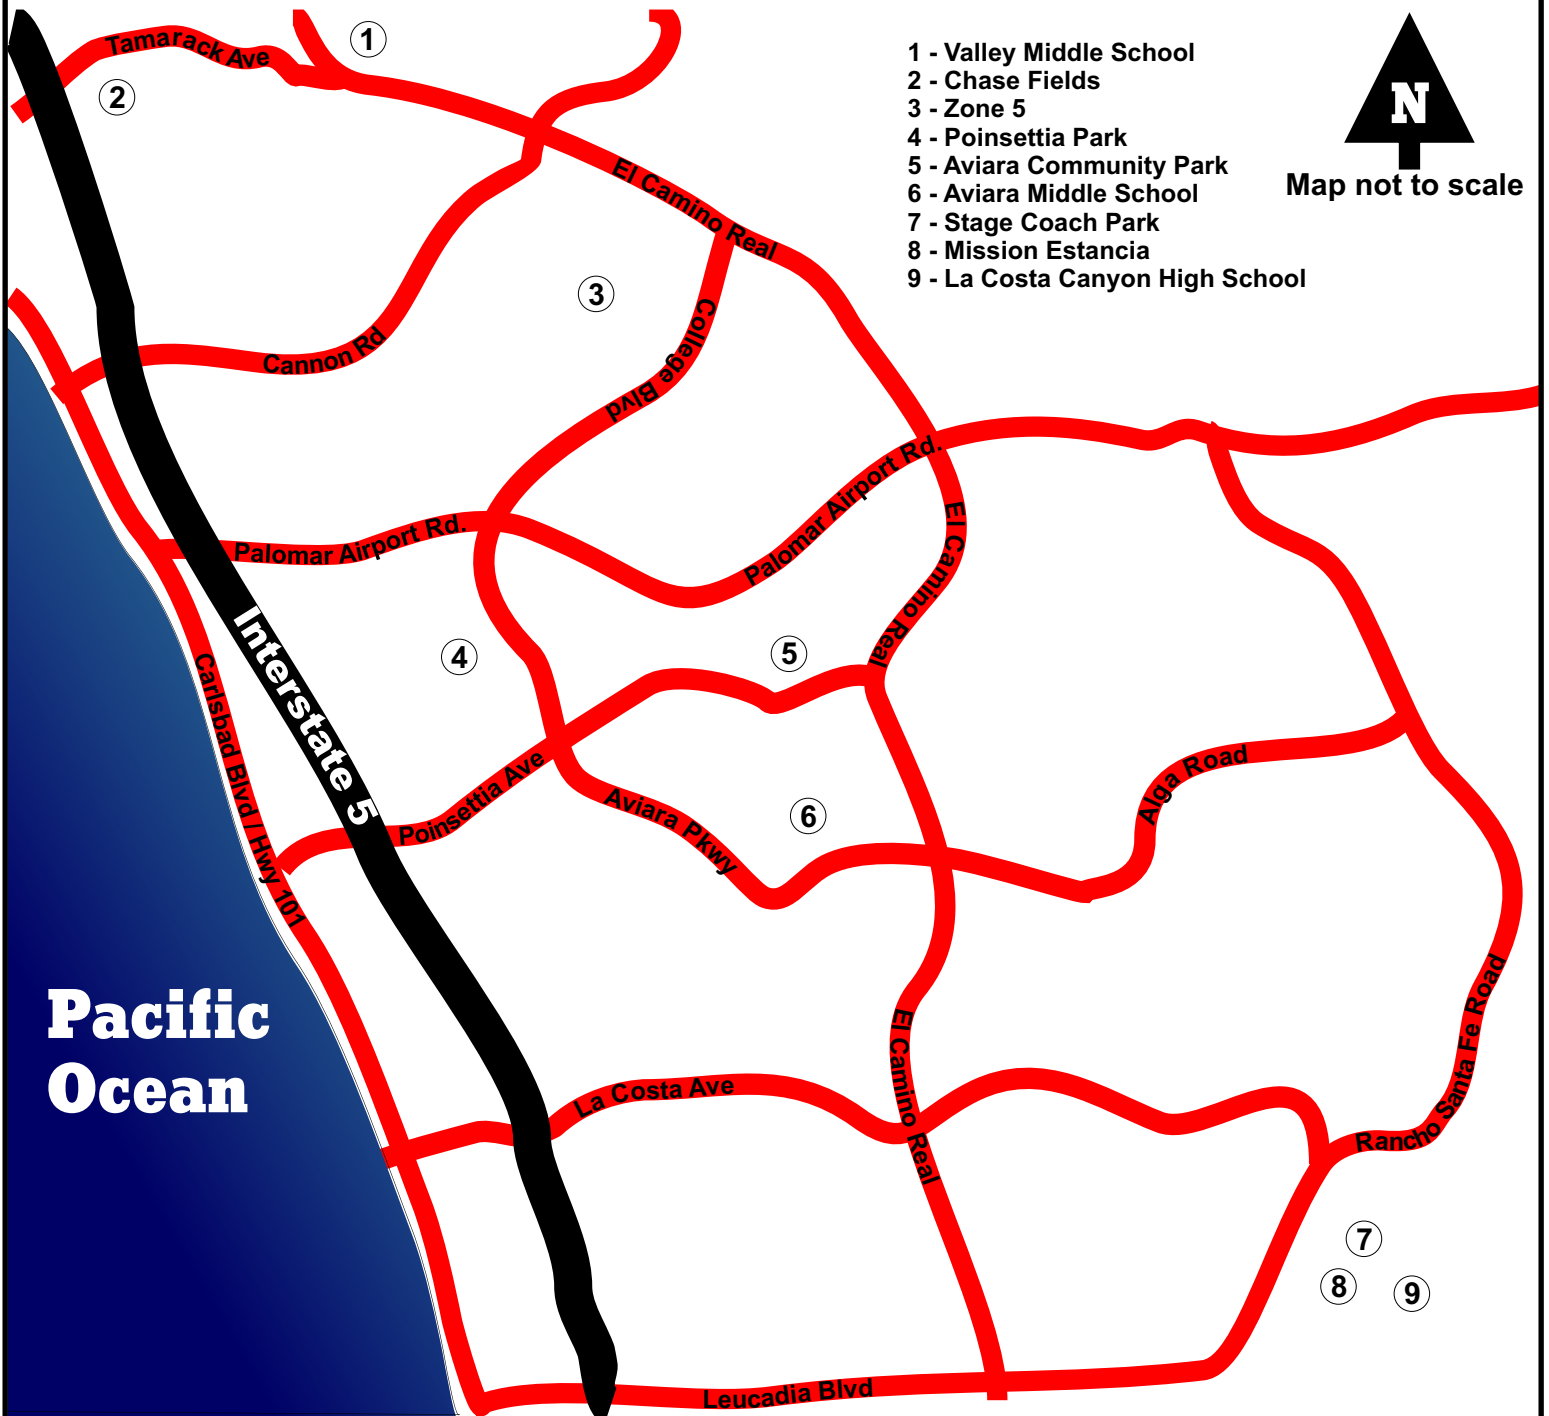 1
Tamarack Ave
2
1 - Valley Middle School
2 - Chase Fields
3 - Zone 5
4 - Poinsettia Park
5 - Aviara Community Park
6 - Aviara Middle School
7 - Stage Coach Park
8 - Mission Estancia
9 - La Costa Canyon High School
N
Map not to scale
El Camino Real
3
College Blvd
Cannon Rd
Palomar Airport Rd.
Palomar Airport Rd.
El Camino Real
Interstate 5
4
5
Carlsbad Blvd / Hwy 101
Poinsettia Ave
Aviara Pkwy
6
Alga Road
Pacific
Ocean
El Camino Real
La Costa Ave
Rancho Santa Fe Road
7
8
9
Leucadia Blvd